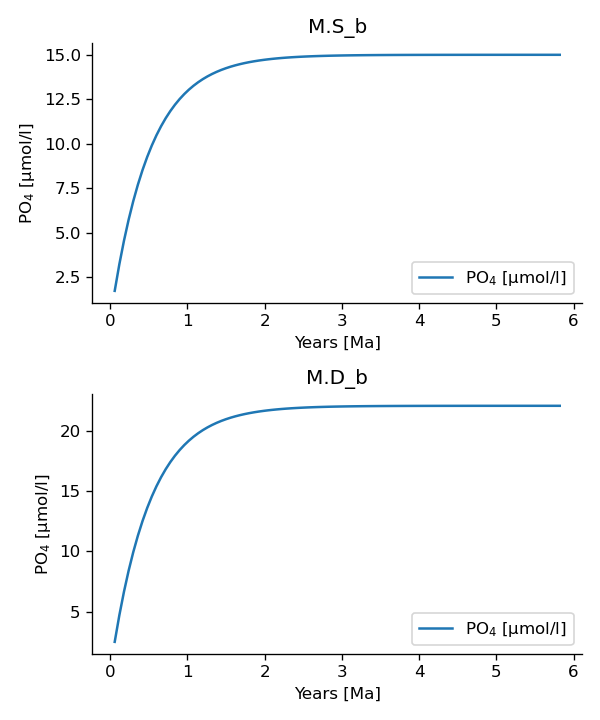 M.S_b
15.0
12.5
10.0
7.5
5.0
2.5
PO₄ [µmol/l]
PO₄ [µmol/l]
0 1 2 3 4 5 6
Years [Ma]
M.D_b
20
15
10
5
PO₄ [µmol/l]
PO₄ [µmol/l]
0 1 2 3 4 5 6
Years [Ma]